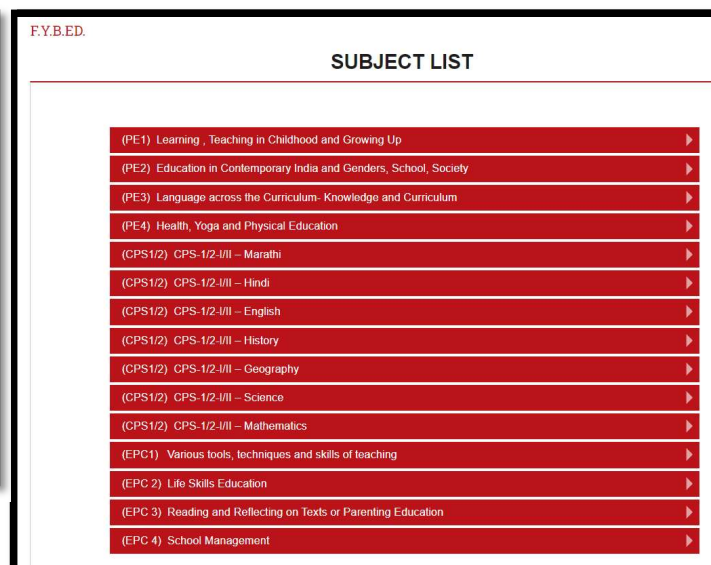 F.Y.B.ED.
SUBJECT LIST
(PE1) Learning , Teaching in Childhood and Growing Up
(PE2) Education in Contemporary India and Genders, School, Society
(PE3) Language across the Curriculum- Knowledge and Curriculum
(PE4) Health, Yoga and Physical Education
(CPS1/2) CPS-1/2-I/II – Marathi
(CPS1/2) CPS-1/2-I/II – Hindi
(CPS1/2) CPS-1/2-I/II – English
(CPS1/2) CPS-1/2-I/II – History
(CPS1/2) CPS-1/2-I/II – Geography
(CPS1/2) CPS-1/2-I/II – Science
(CPS1/2) CPS-1/2-I/II – Mathematics
(EPC1) Various tools, techniques and skills of teaching
(EPC 2) Life Skills Education
(EPC 3) Reading and Reflecting on Texts or Parenting Education
(EPC 4) School Management